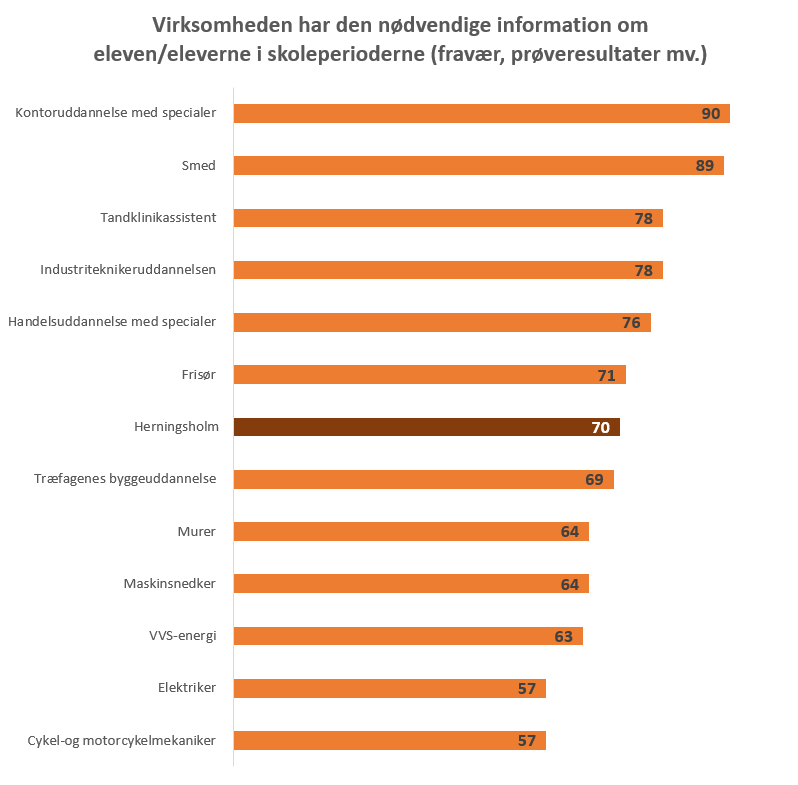 Virksomheden har den nødvendige information om
eleven/eleverne i skoleperioderne (fravær, prøveresultater mv.)
Kontoruddannelse med specialer 90
Smed 89
Tandklinikassistent 78
Industriteknikeruddannelsen 78
Handelsuddannelse med specialer 76
Frisør 71
Herningsholm 70
Træfagenes byggeuddannelse 69
Murer 64
Maskinsnedker 64
VVS-energi 63
Elektriker 57
Cykel-og motorcykelmekaniker 57